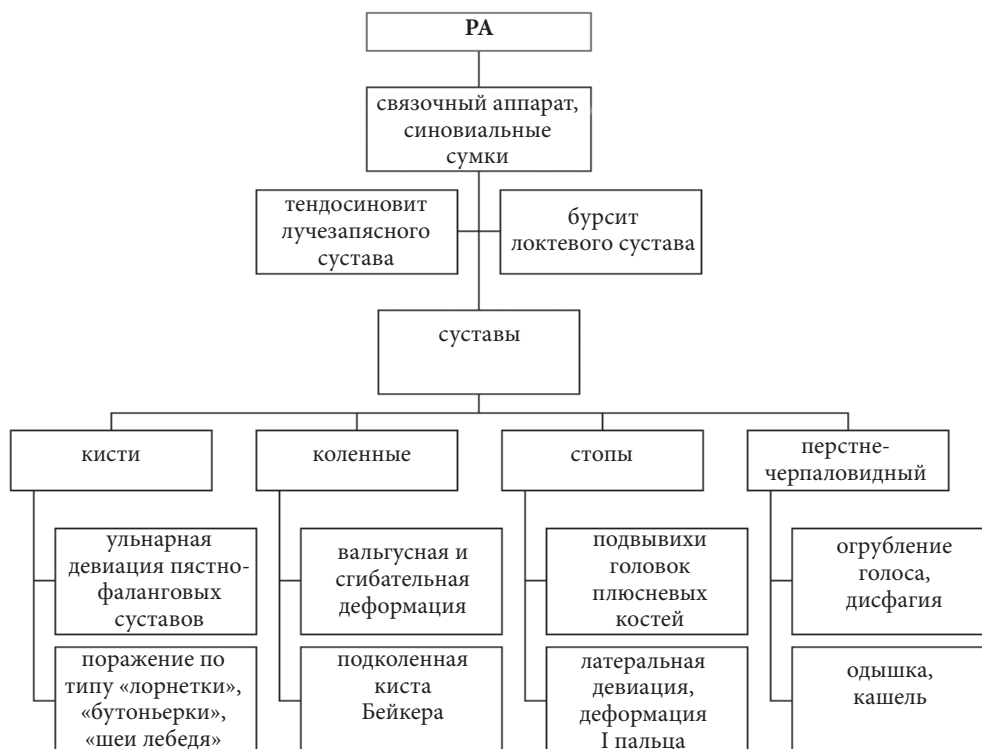 РА
связочный аппарат,
синовиальные
сумки
тендосиновит
лучезапясного
сустава
бурсит
локтевого сустава
суставы
кисти
коленные
стопы
перстне-
черпаловидный
ульнарная
девиация пястно-
фаланговых
суставов
вальгусная и
сгибательная
деформация
подвывихи
головок
плюсневых
костей
огрубление
голоса,
дисфагия
поражение по
типу «лорнетки»,
«бутоньерки»,
«шеи лебедя»
подколенная
киста
Бейкера
латеральная
девиация,
деформация
I пальца
одышка,
кашель